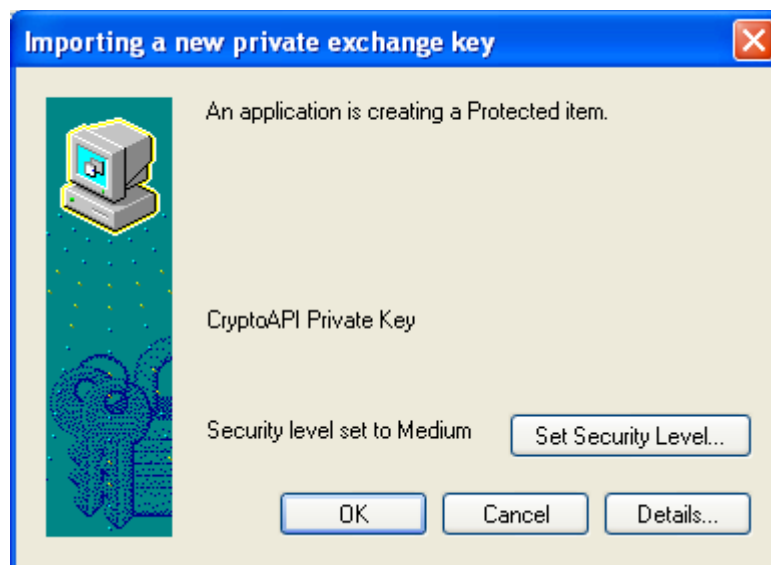 Importing a new private exchange key
An application is creating a Protected item.
CryptoAPI Private Key
Security level set to Medium
Set Security Level...
OK
Cancel
Details...